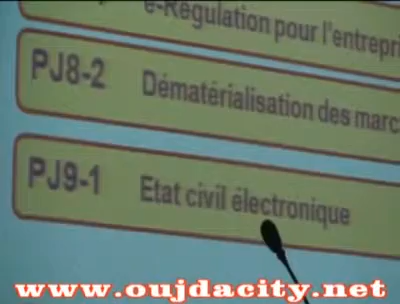 e-Régulation pour l'entrepri
PJ8-2 Dématérialisation des marc
PJ9-1 Etat civil électronique
www.oujdacity.net